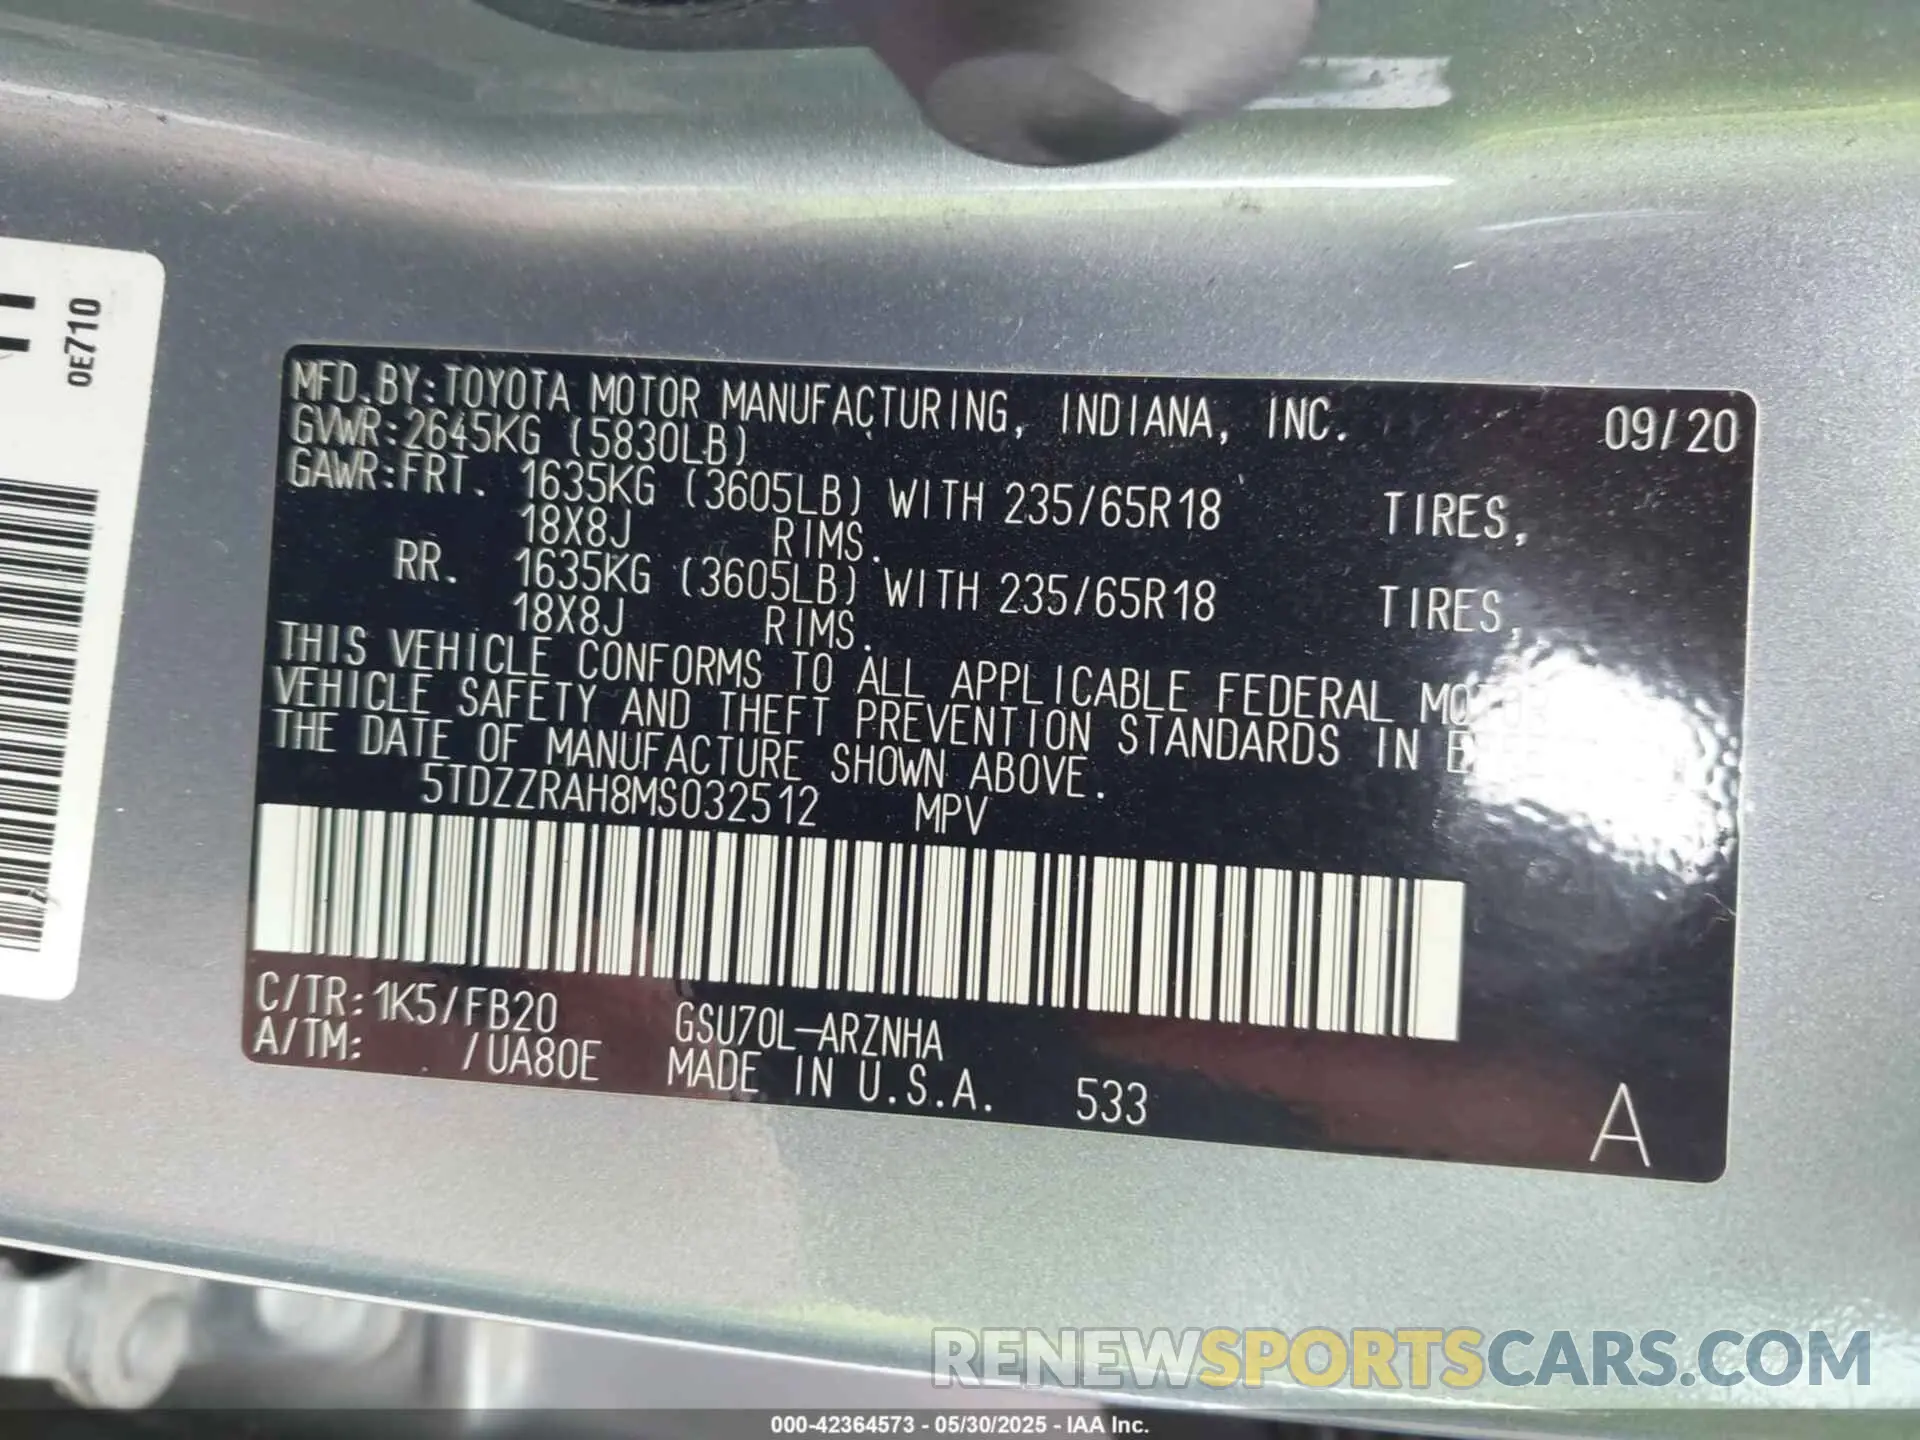 0E710
MFD.BY:TOYOTA MOTOR MANUFACTURING, INDIANA, INC. 09/20
GVWR:2645KG (5830LB)
GAWR:FRT. 1635KG (3605LB) WITH 235/65R18 TIRES,
18X8J RIMS.
RR. 1635KG (3605LB) WITH 235/65R18 TIRES,
18X8J RIMS.
THIS VEHICLE CONFORMS TO ALL APPLICABLE FEDERAL MOTOR
VEHICLE SAFETY AND THEFT PREVENTION STANDARDS IN
THE DATE OF MANUFACTURE SHOWN ABOVE.
5TDZZRAH8MS032512 MPV
C/TR:1K5/FB20 GSU70L-ARZNHA
A/TM: /UA80E MADE IN U.S.A. 533 A
RENEWSPORTSCARS.COM
000-42364573 - 05/30/2025 - IAA Inc.